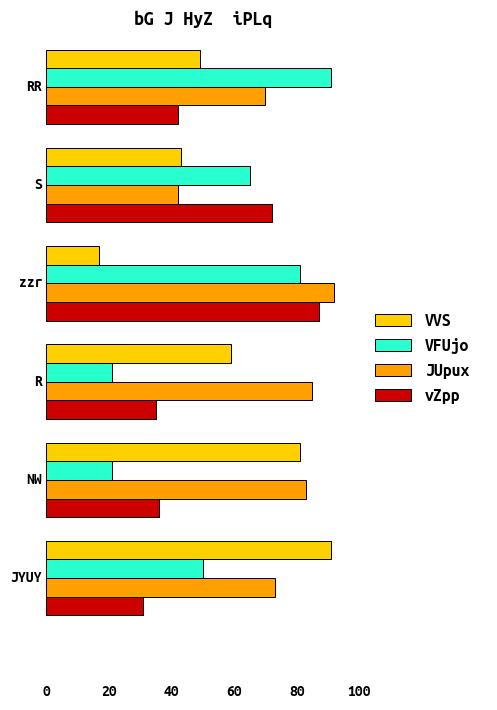 bG J HyZ  iPLq
RR
S
zzr
R
NW
JYUY
VVS
VFUjo
JUpux
vZpp
0 20 40 60 80 100